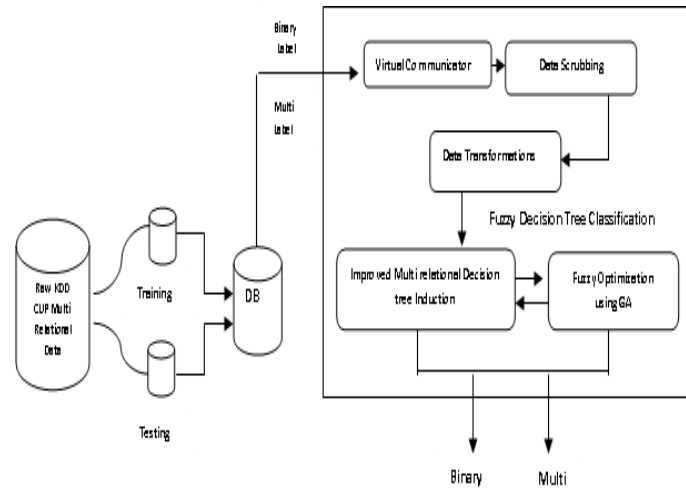 Binary
Label
Multi
Label
Virtual Communicator
Data Scrubbing
Data Transformations
Fuzzy Decision Tree Classification
Raw KDD
CUP Multi
Relational
Data
Training
Testing
DB
Improved Multi relational Decision
tree Induction
Fuzzy Optimization
using GA
Binary
Multi